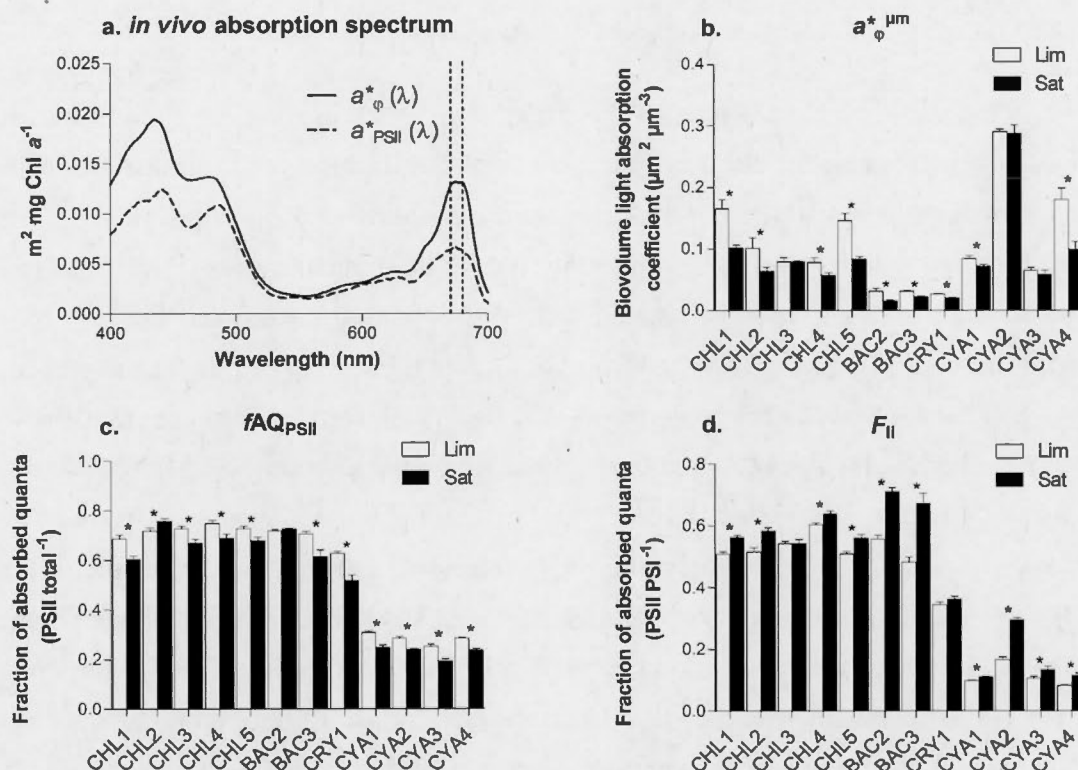 a. in vivo absorption spectrum
m² mg Chl a⁻¹
0.025
0.020
0.015
0.010
0.005
0.000
a*φ (λ)
a*PSII (λ)
400
500
600
700
Wavelength (nm)
b.
a*φ µm
Lim
Sat
Biovolume light absorption
coefficient (µm² µm⁻³)
0.4
0.3
0.2
0.1
0.0
* * * * * * * * *
CHL1
CHL2
CHL3
CHL4
CHL5
BAC2
BAC3
CRY1
CYA1
CYA2
CYA3
CYA4
c.
fAQPSII
Lim
Sat
Fraction of absorbed quanta
(PSII total⁻¹)
1.0
0.8
0.6
0.4
0.2
0.0
* * * * * * * * * * *
CHL1
CHL2
CHL3
CHL4
CHL5
BAC2
BAC3
CRY1
CYA1
CYA2
CYA3
CYA4
d.
FII
Lim
Sat
Fraction of absorbed quanta
(PSII PSI⁻¹)
0.8
0.6
0.4
0.2
0.0
* * * * * * * * * *
CHL1
CHL2
CHL3
CHL4
CHL5
BAC2
BAC3
CRY1
CYA1
CYA2
CYA3
CYA4